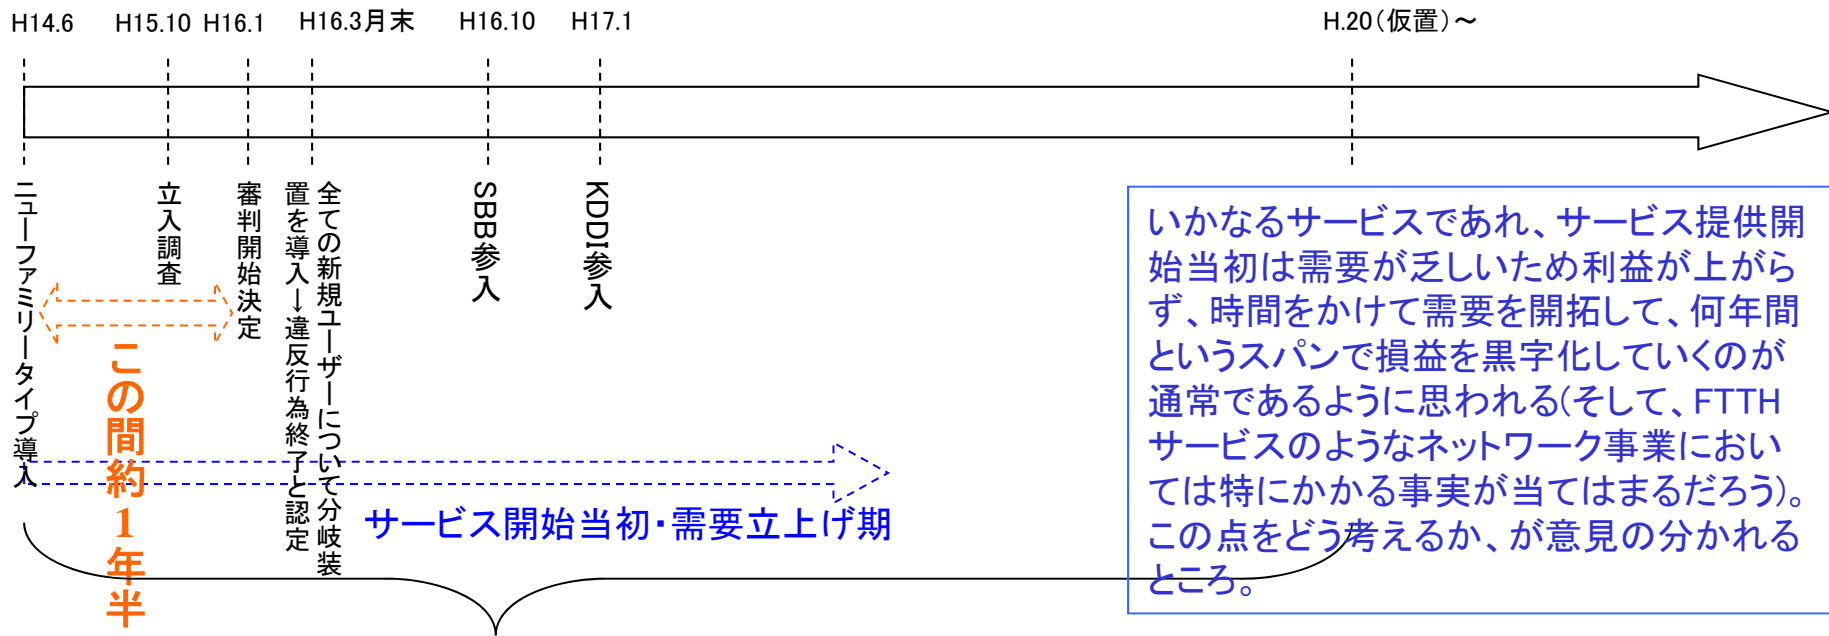 H14.6
H15.10
H16.1
H16.3月末
H16.10
H17.1
H.20(仮置)～
ニューファミリータイプ導入
立入調査
審判開始決定
全ての新規ユーザーについて分岐装
置を導入→違反行為終了と認定
SBB参入
KDDI参入
この間約1年半
サービス開始当初・需要立上げ期
いかなるサービスであれ、サービス提供開
始当初は需要が乏しいため利益が上がら
ず、時間をかけて需要を開拓して、何年間
というスパンで損益を黒字化していくのが
通常であるように思われる(そして、FTTH
サービスのようなネットワーク事業におい
ては特にかかる事実が当てはまるだろう)。
この点をどう考えるか、が意見の分かれる
ところ。